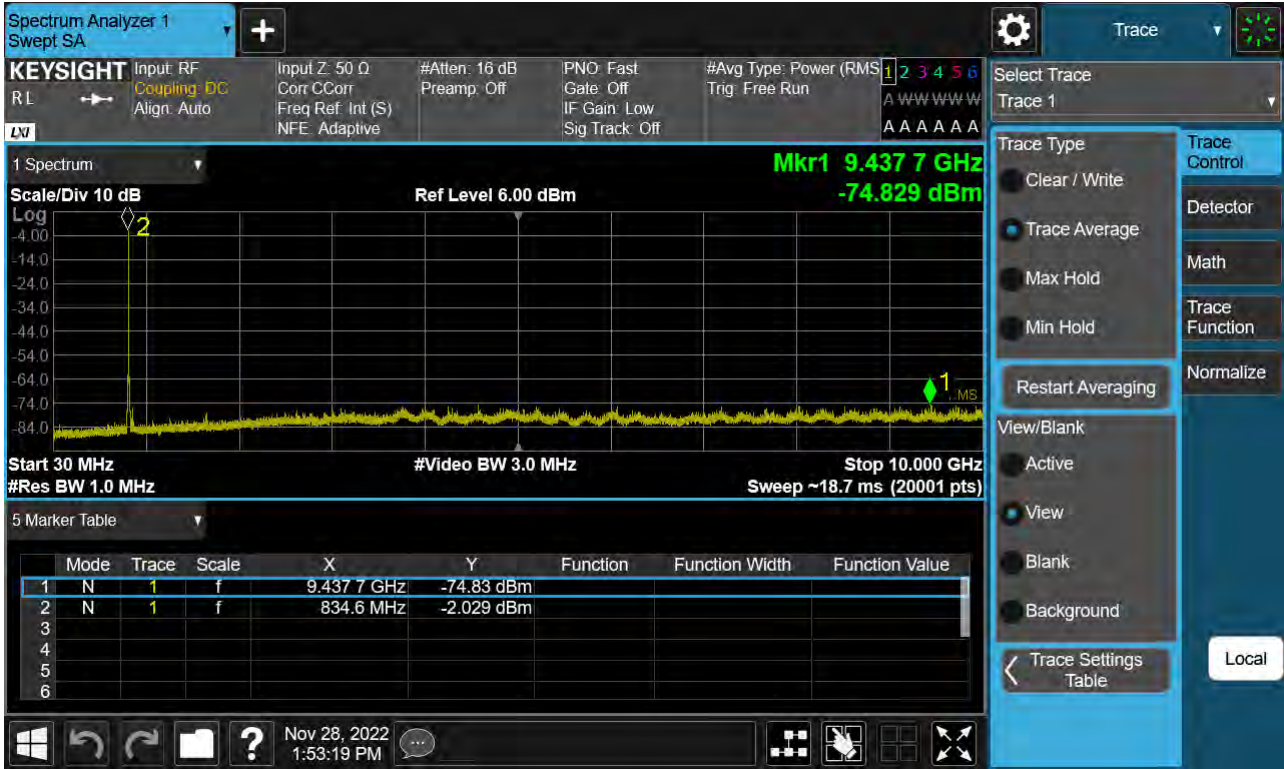 Spectrum Analyzer 1
Swept SA
+
Trace
KEYSIGHT
RL
LXI
Input: RF
Coupling: DC
Align: Auto
Input Z: 50 Ω
Corr CCorr
Freq Ref: Int (S)
NFE: Adaptive
#Atten: 16 dB
Preamp: Off
PNO: Fast
Gate: Off
IF Gain: Low
Sig Track: Off
#Avg Type: Power (RMS
Trig: Free Run
1 2 3 4 5 6
A W W W W W
A A A A A A
Select Trace
Trace 1
1 Spectrum
Mkr1 9.437 7 GHz
Scale/Div 10 dB
Ref Level 6.00 dBm
-74.829 dBm
Log
2
-4.00
-14.0
-24.0
-34.0
-44.0
-54.0
-64.0
-74.0
-84.0
1
MS
Start 30 MHz
#Video BW 3.0 MHz
Stop 10.000 GHz
#Res BW 1.0 MHz
Sweep ~18.7 ms (20001 pts)
5 Marker Table
Mode Trace Scale X Y Function Function Width Function Value
1 N 1 f 9.437 7 GHz -74.83 dBm
2 N 1 f 834.6 MHz -2.029 dBm
3
4
5
6
Trace Type
Clear / Write
Trace Average
Max Hold
Min Hold
Restart Averaging
View/Blank
Active
View
Blank
Background
Trace Settings
Table
Trace
Control
Detector
Math
Trace
Function
Normalize
Local
?
Nov 28, 2022
1:53:19 PM